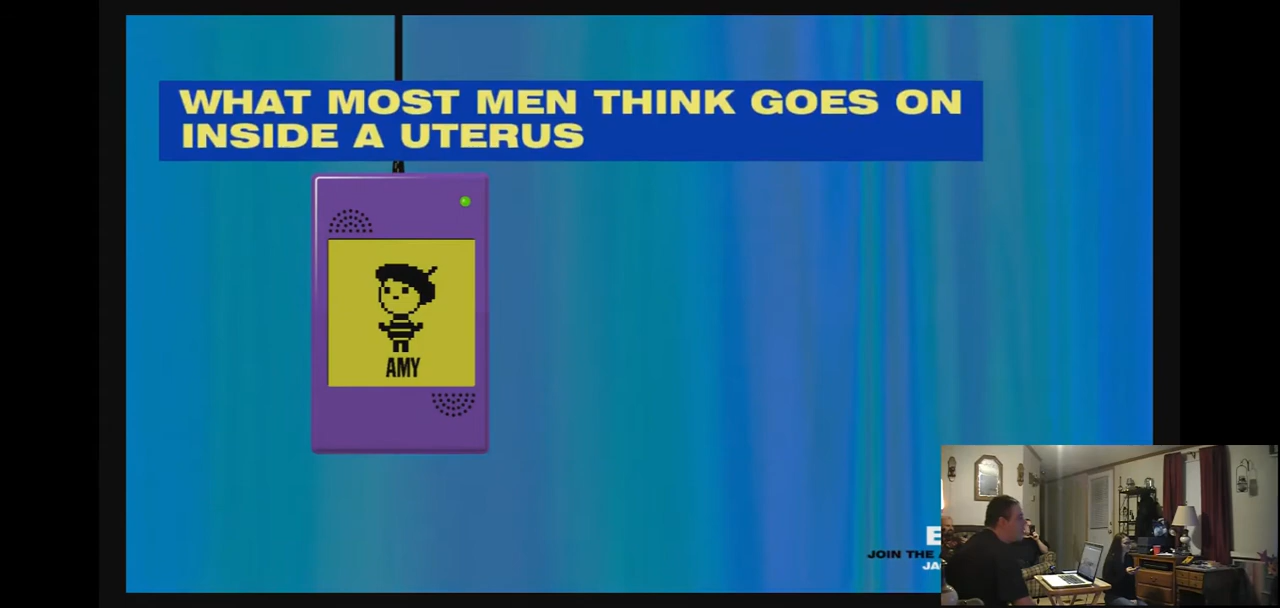 WHAT MOST MEN THINK GOES ON
INSIDE A UTERUS
AMY
JOIN THE